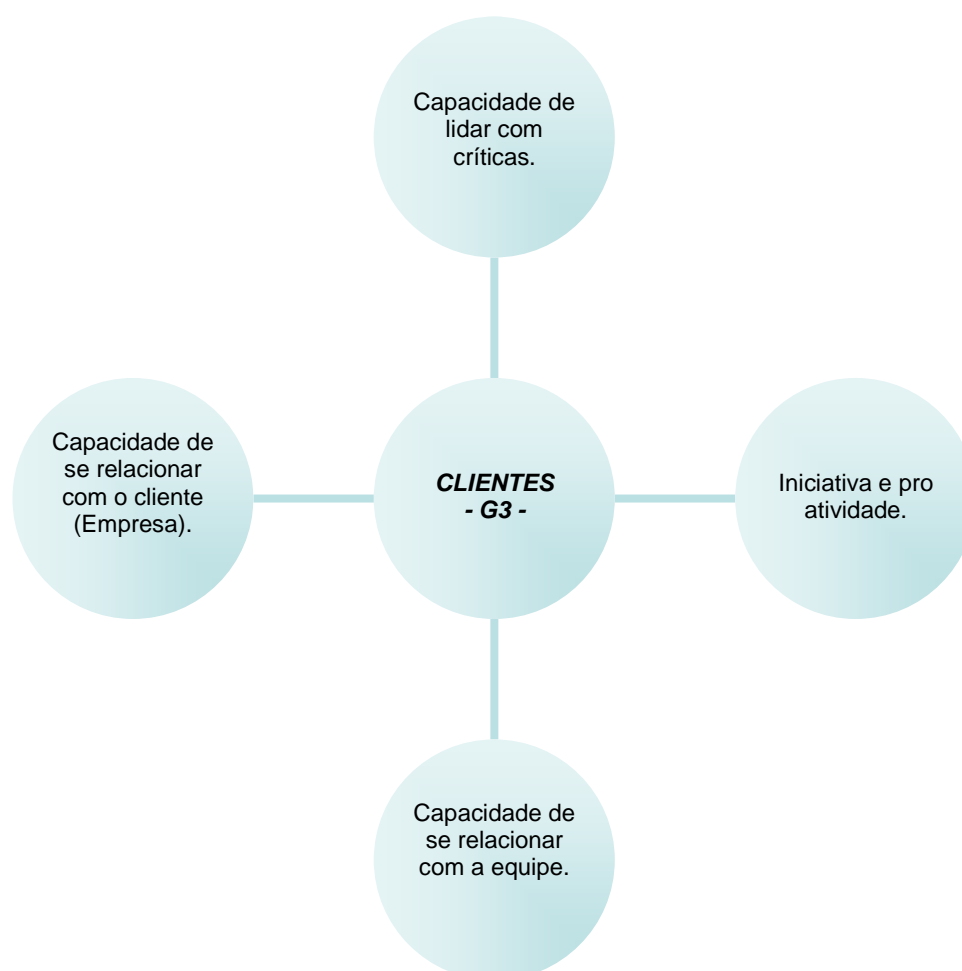 Capacidade de
lidar com
críticas.
Capacidade de
se relacionar
com o cliente
(Empresa).
CLIENTES
- G3 -
Iniciativa e pro
atividade.
Capacidade de
se relacionar
com a equipe.